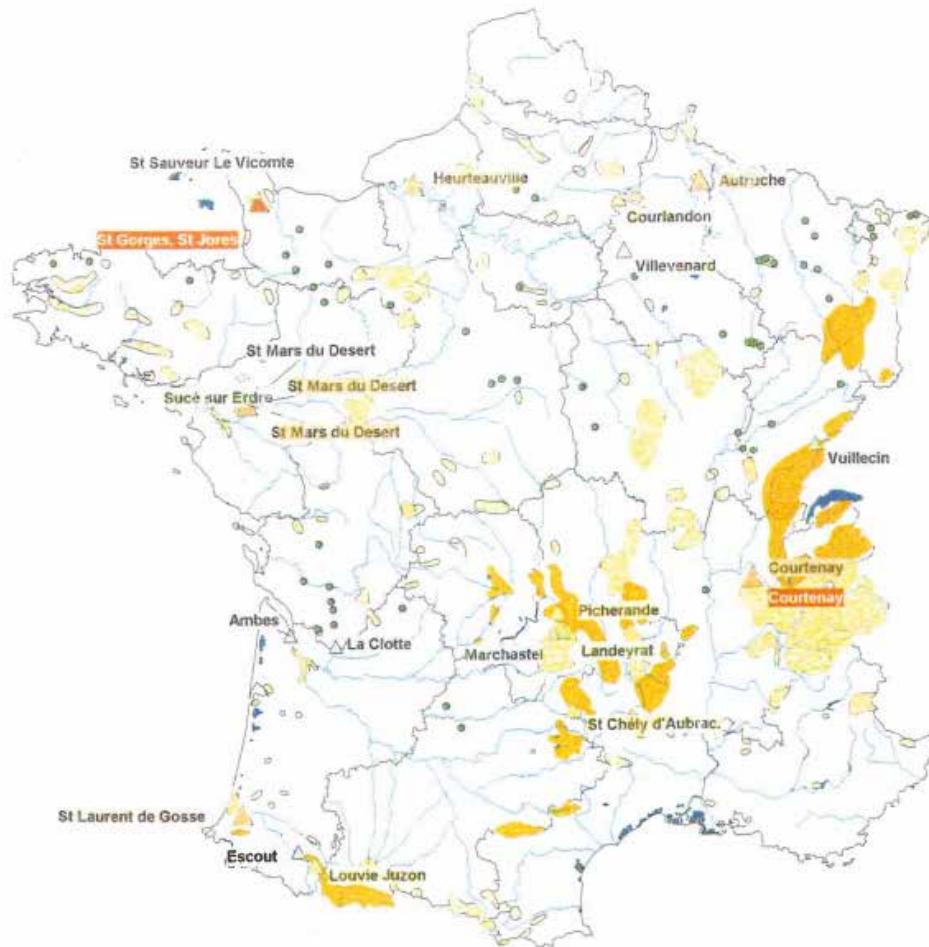 St Sauveur Le Vicomte
Heurteauville
Autruche
Courlandon
St Gorges, St Jores
Villevenard
St Mars du Desert
St Mars du Desert
Sucé sur Erdre
St Mars du Desert
Vuillecin
Courtenay
Courtenay
Picherande
Ambes
La Clotte
Marchastel
Landeyrat
St Chély d'Aubrac.
St Laurent de Gosse
Escout
Louvie Juzon